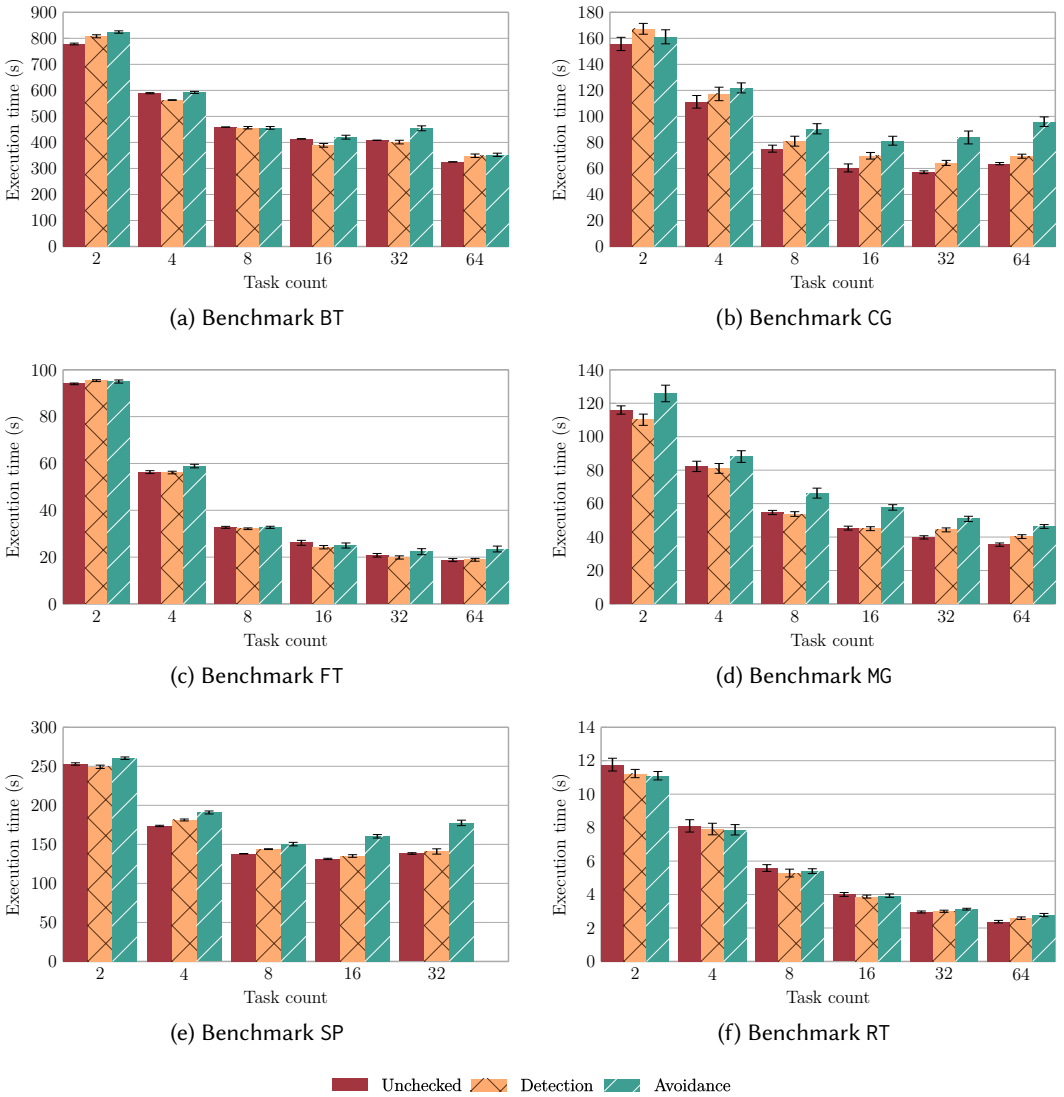 900
800
700
600
500
400
300
200
100
0
Execution time (s)
2 4 8 16 32 64
Task count
(a) Benchmark BT
180
160
140
120
100
80
60
40
20
0
Execution time (s)
2 4 8 16 32 64
Task count
(b) Benchmark CG
100
80
60
40
20
0
Execution time (s)
2 4 8 16 32 64
Task count
(c) Benchmark FT
140
120
100
80
60
40
20
0
Execution time (s)
2 4 8 16 32 64
Task count
(d) Benchmark MG
300
250
200
150
100
50
0
Execution time (s)
2 4 8 16 32
Task count
(e) Benchmark SP
14
12
10
8
6
4
2
0
Execution time (s)
2 4 8 16 32 64
Task count
(f) Benchmark RT
Unchecked Detection Avoidance